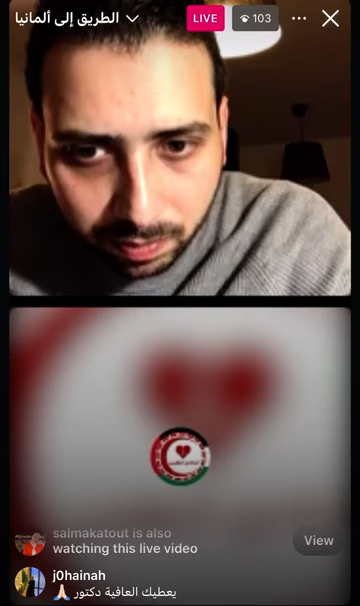 الطريق إلى ألمانيا
LIVE
103
salmakatout is also
watching this live video
View
j0hainah
يعطيك العافية دكتور 🙏🏻